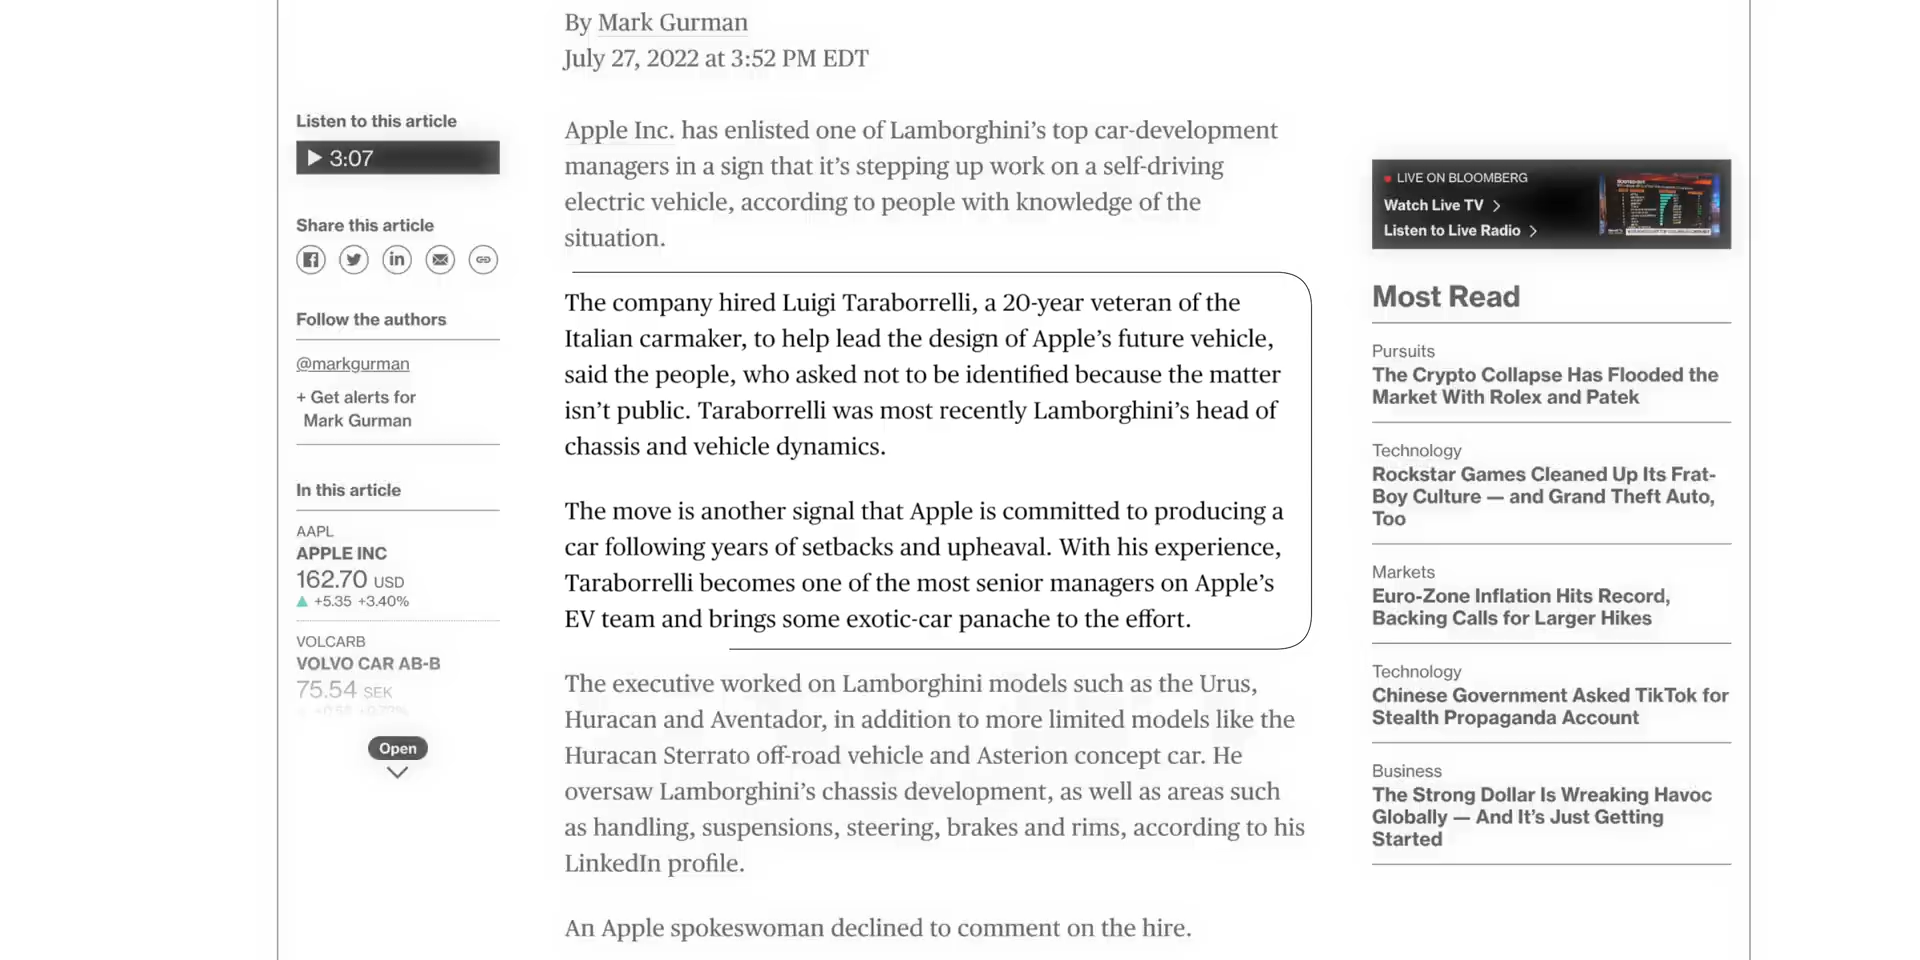 By Mark Gurman
July 27, 2022 at 3:52 PM EDT
Listen to this article
3:07
Share this article
Follow the authors
@markgurman
+ Get alerts for
Mark Gurman
In this article
AAPL
APPLE INC
162.70 USD
+5.35 +3.40%
VOLCARB
VOLVO CAR AB-B
75.54 SEK
Open
Apple Inc. has enlisted one of Lamborghini’s top car-development
managers in a sign that it’s stepping up work on a self-driving
electric vehicle, according to people with knowledge of the
situation.
The company hired Luigi Taraborrelli, a 20-year veteran of the
Italian carmaker, to help lead the design of Apple’s future vehicle,
said the people, who asked not to be identified because the matter
isn’t public. Taraborrelli was most recently Lamborghini’s head of
chassis and vehicle dynamics.
The move is another signal that Apple is committed to producing a
car following years of setbacks and upheaval. With his experience,
Taraborrelli becomes one of the most senior managers on Apple’s
EV team and brings some exotic-car panache to the effort.
The executive worked on Lamborghini models such as the Urus,
Huracan and Aventador, in addition to more limited models like the
Huracan Sterrato off-road vehicle and Asterion concept car. He
oversaw Lamborghini’s chassis development, as well as areas such
as handling, suspensions, steering, brakes and rims, according to his
LinkedIn profile.
An Apple spokeswoman declined to comment on the hire.
LIVE ON BLOOMBERG
Watch Live TV
Listen to Live Radio
Most Read
Pursuits
The Crypto Collapse Has Flooded the
Market With Rolex and Patek
Technology
Rockstar Games Cleaned Up Its Frat-
Boy Culture — and Grand Theft Auto,
Too
Markets
Euro-Zone Inflation Hits Record,
Backing Calls for Larger Hikes
Technology
Chinese Government Asked TikTok for
Stealth Propaganda Account
Business
The Strong Dollar Is Wreaking Havoc
Globally — And It’s Just Getting
Started